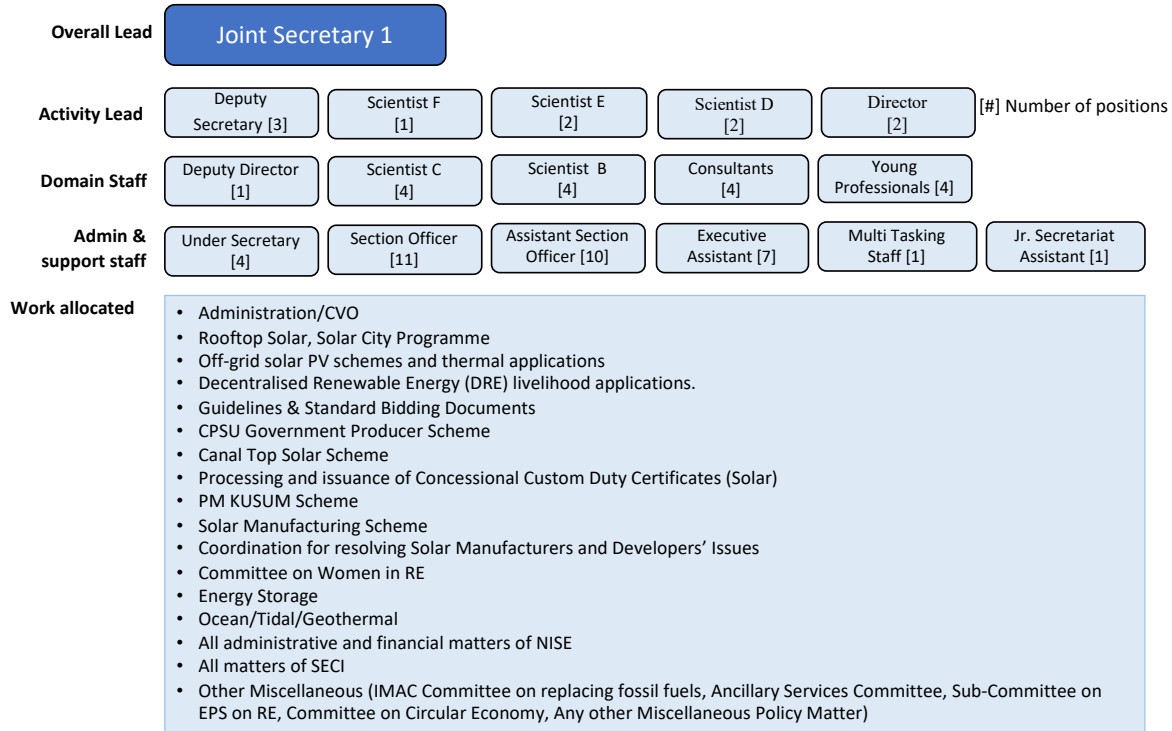 Overall Lead
Joint Secretary 1
Activity Lead
Deputy
Secretary [3]
Scientist F
[1]
Scientist E
[2]
Scientist D
[2]
Director
[2]
[#] Number of positions
Domain Staff
Deputy Director
[1]
Scientist C
[4]
Scientist B
[4]
Consultants
[4]
Young
Professionals [4]
Admin &
support staff
Under Secretary
[4]
Section Officer
[11]
Assistant Section
Officer [10]
Executive
Assistant [7]
Multi Tasking
Staff [1]
Jr. Secretariat
Assistant [1]
Work allocated
• Administration/CVO
• Rooftop Solar, Solar City Programme
• Off-grid solar PV schemes and thermal applications
• Decentralised Renewable Energy (DRE) livelihood applications.
• Guidelines & Standard Bidding Documents
• CPSU Government Producer Scheme
• Canal Top Solar Scheme
• Processing and issuance of Concessional Custom Duty Certificates (Solar)
• PM KUSUM Scheme
• Solar Manufacturing Scheme
• Coordination for resolving Solar Manufacturers and Developers’ Issues
• Committee on Women in RE
• Energy Storage
• Ocean/Tidal/Geothermal
• All administrative and financial matters of NISE
• All matters of SECI
• Other Miscellaneous (IMAC Committee on replacing fossil fuels, Ancillary Services Committee, Sub-Committee on
EPS on RE, Committee on Circular Economy, Any other Miscellaneous Policy Matter)